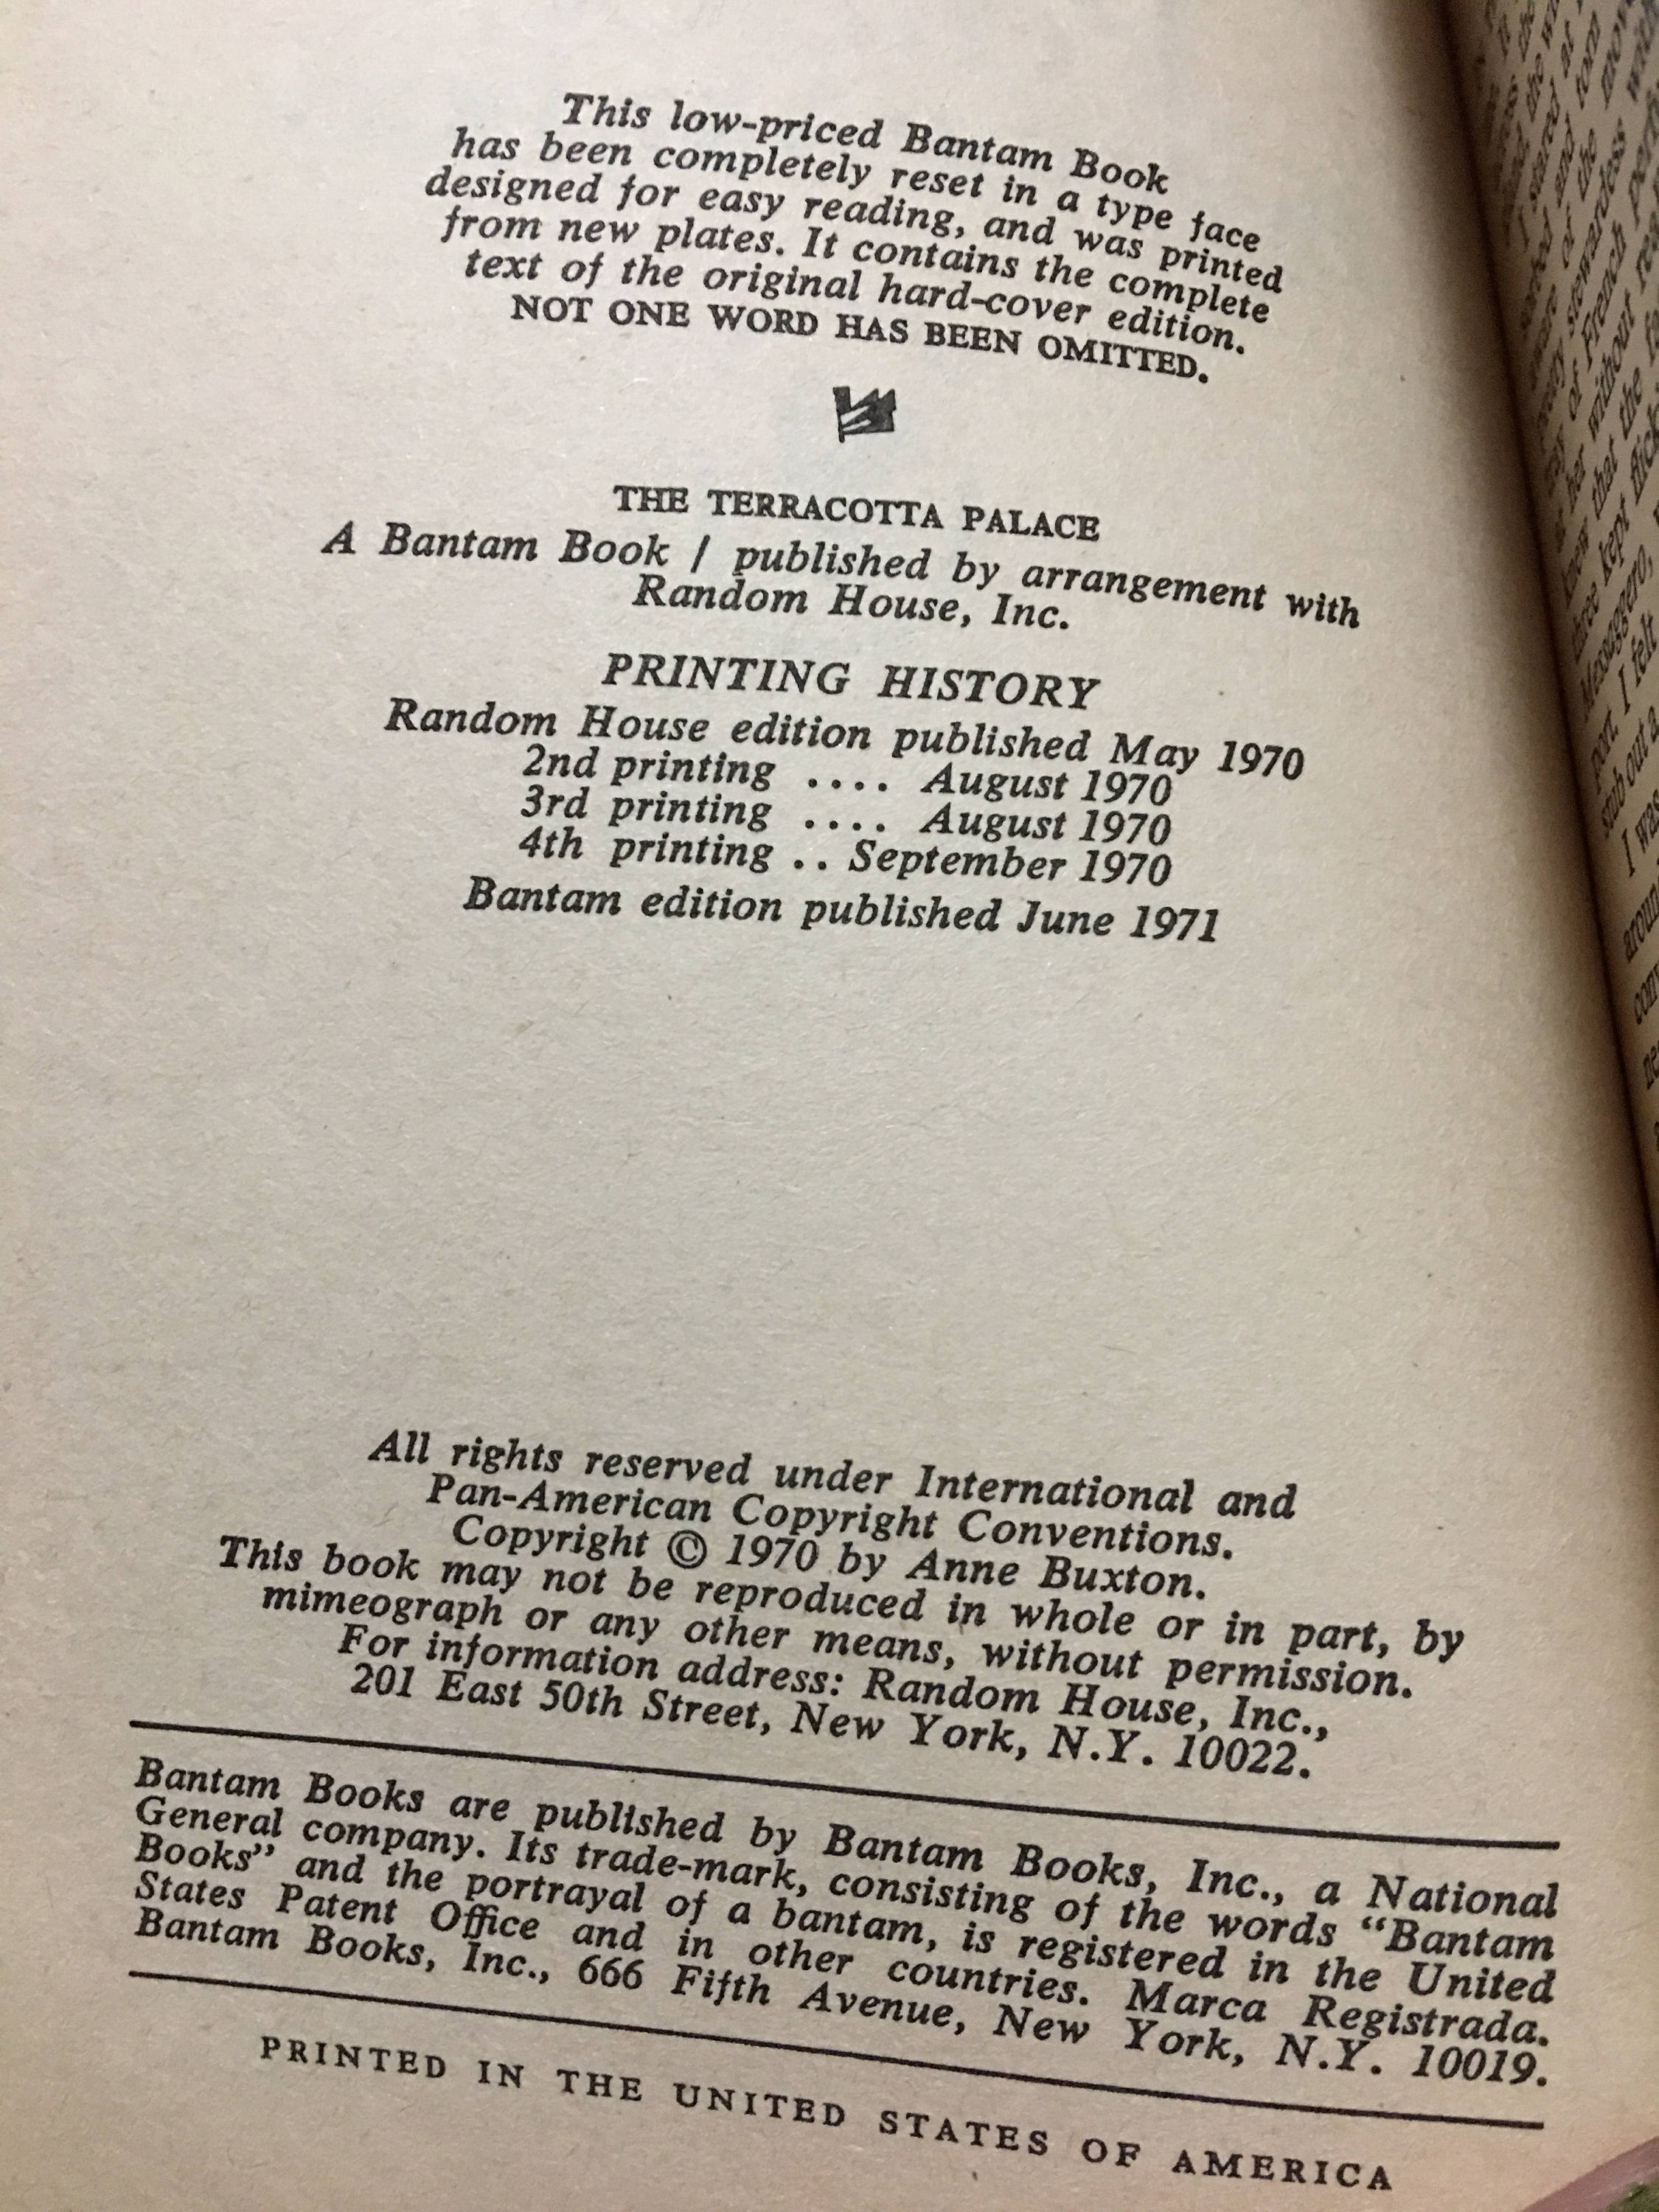 This low-priced Bantam Book
has been completely reset in a type face
designed for easy reading, and was printed
from new plates. It contains the complete
text of the original hard-cover edition.
NOT ONE WORD HAS BEEN OMITTED.
THE TERRACOTTA PALACE
A Bantam Book / published by arrangement with
Random House, Inc.
PRINTING HISTORY
Random House edition published May 1970
2nd printing .... August 1970
3rd printing .... August 1970
4th printing .. September 1970
Bantam edition published June 1971
All rights reserved under International and
Pan-American Copyright Conventions.
Copyright © 1970 by Anne Buxton.
This book may not be reproduced in whole or in part, by
mimeograph or any other means, without permission.
For information address: Random House, Inc.,
201 East 50th Street, New York, N.Y. 10022.
Bantam Books are published by Bantam Books, Inc., a National
General company. Its trade-mark, consisting of the words "Bantam
Books" and the portrayal of a bantam, is registered in the United
States Patent Office and in other countries. Marca Registrada.
Bantam Books, Inc., 666 Fifth Avenue, New York, N.Y. 10019.
PRINTED IN THE UNITED STATES OF AMERICA